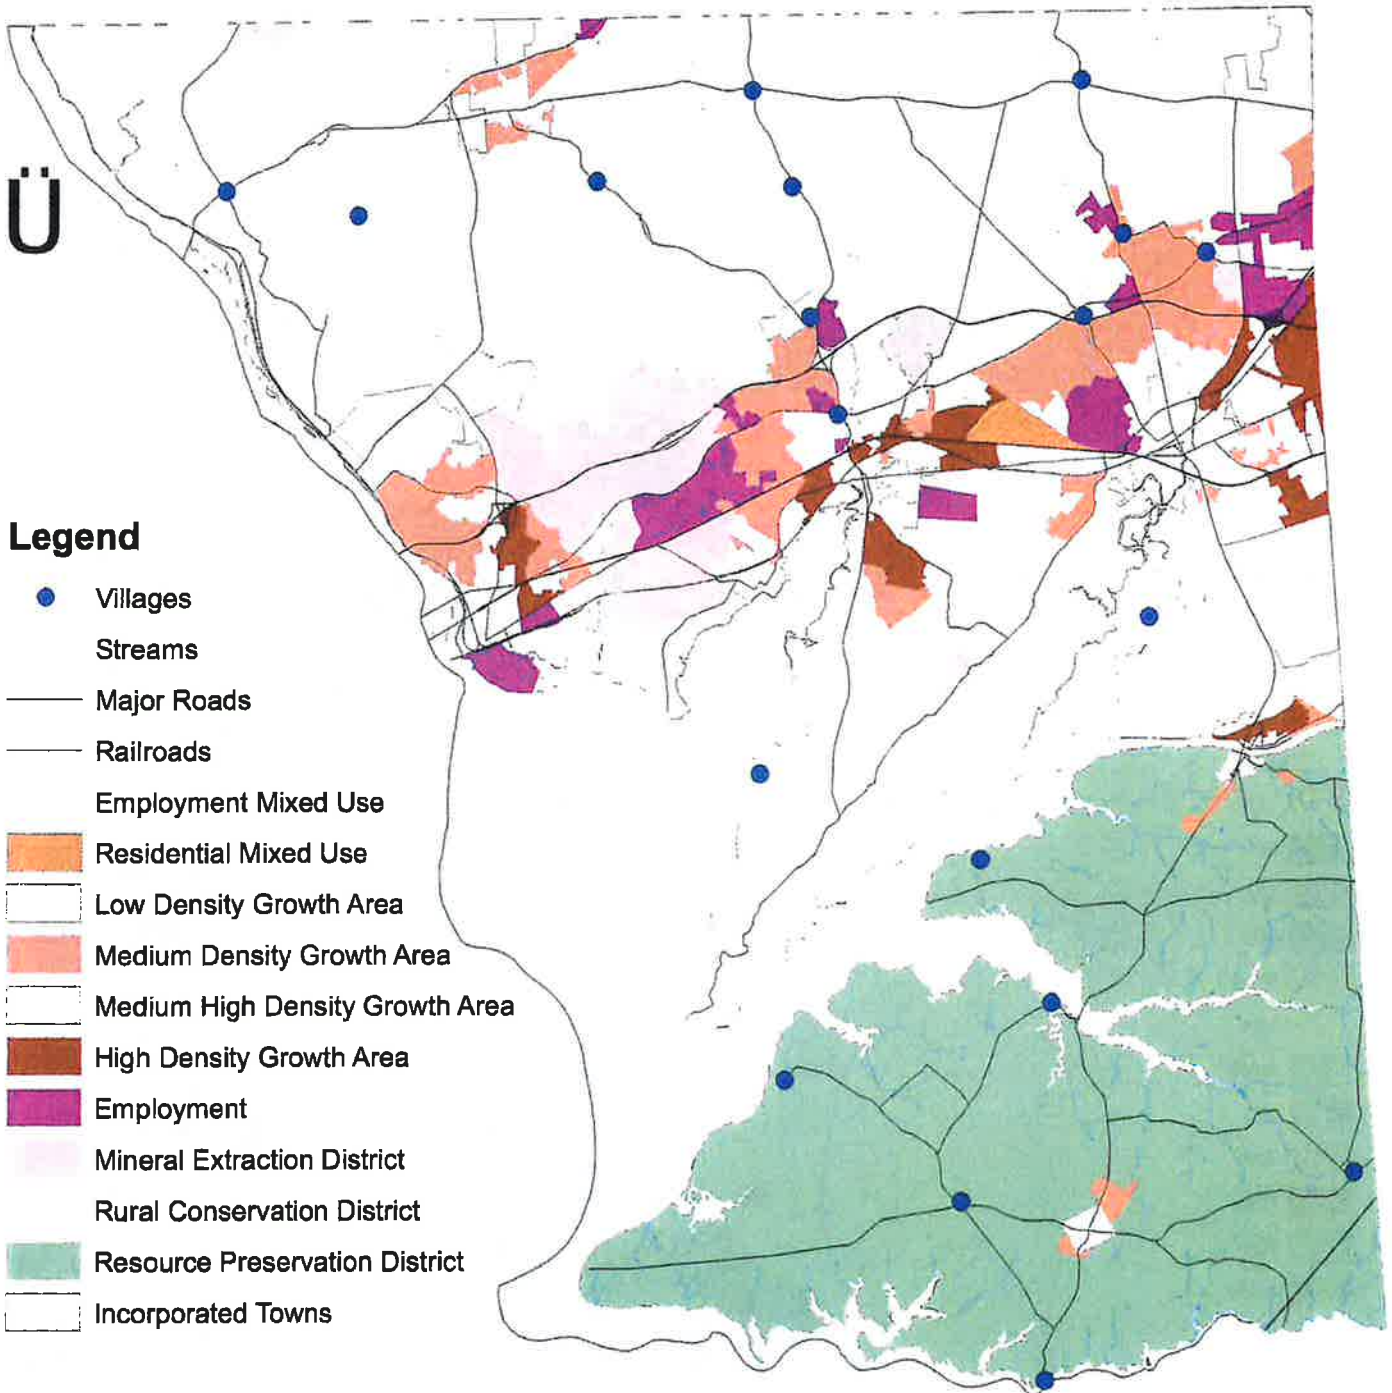 Ü
Legend
Villages
Streams
Major Roads
Railroads
Employment Mixed Use
Residential Mixed Use
Low Density Growth Area
Medium Density Growth Area
Medium High Density Growth Area
High Density Growth Area
Employment
Mineral Extraction District
Rural Conservation District
Resource Preservation District
Incorporated Towns